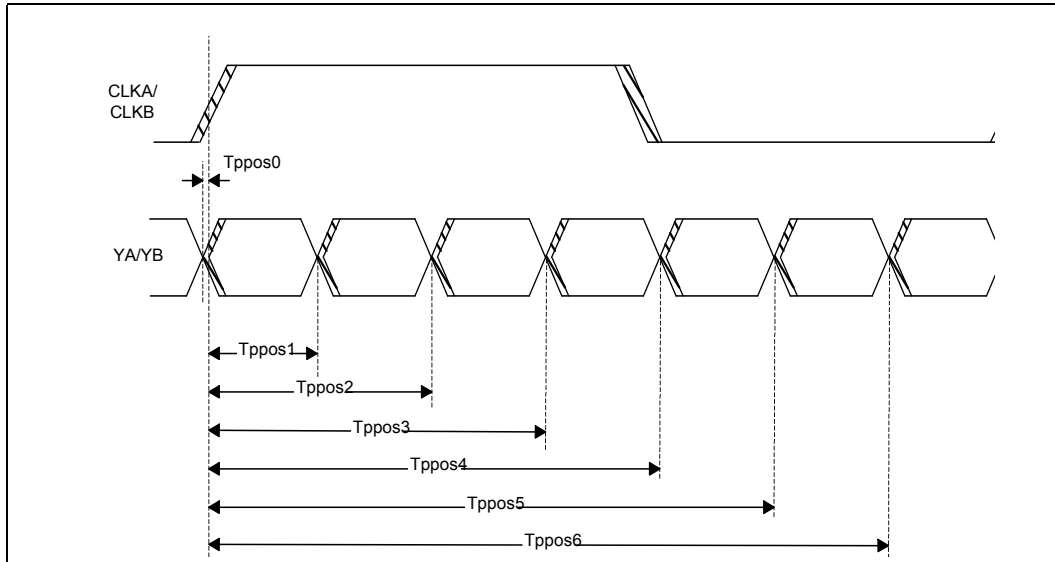 CLKA/
CLKB
Tppos0
YA/YB
Tppos1
Tppos2
Tppos3
Tppos4
Tppos5
Tppos6